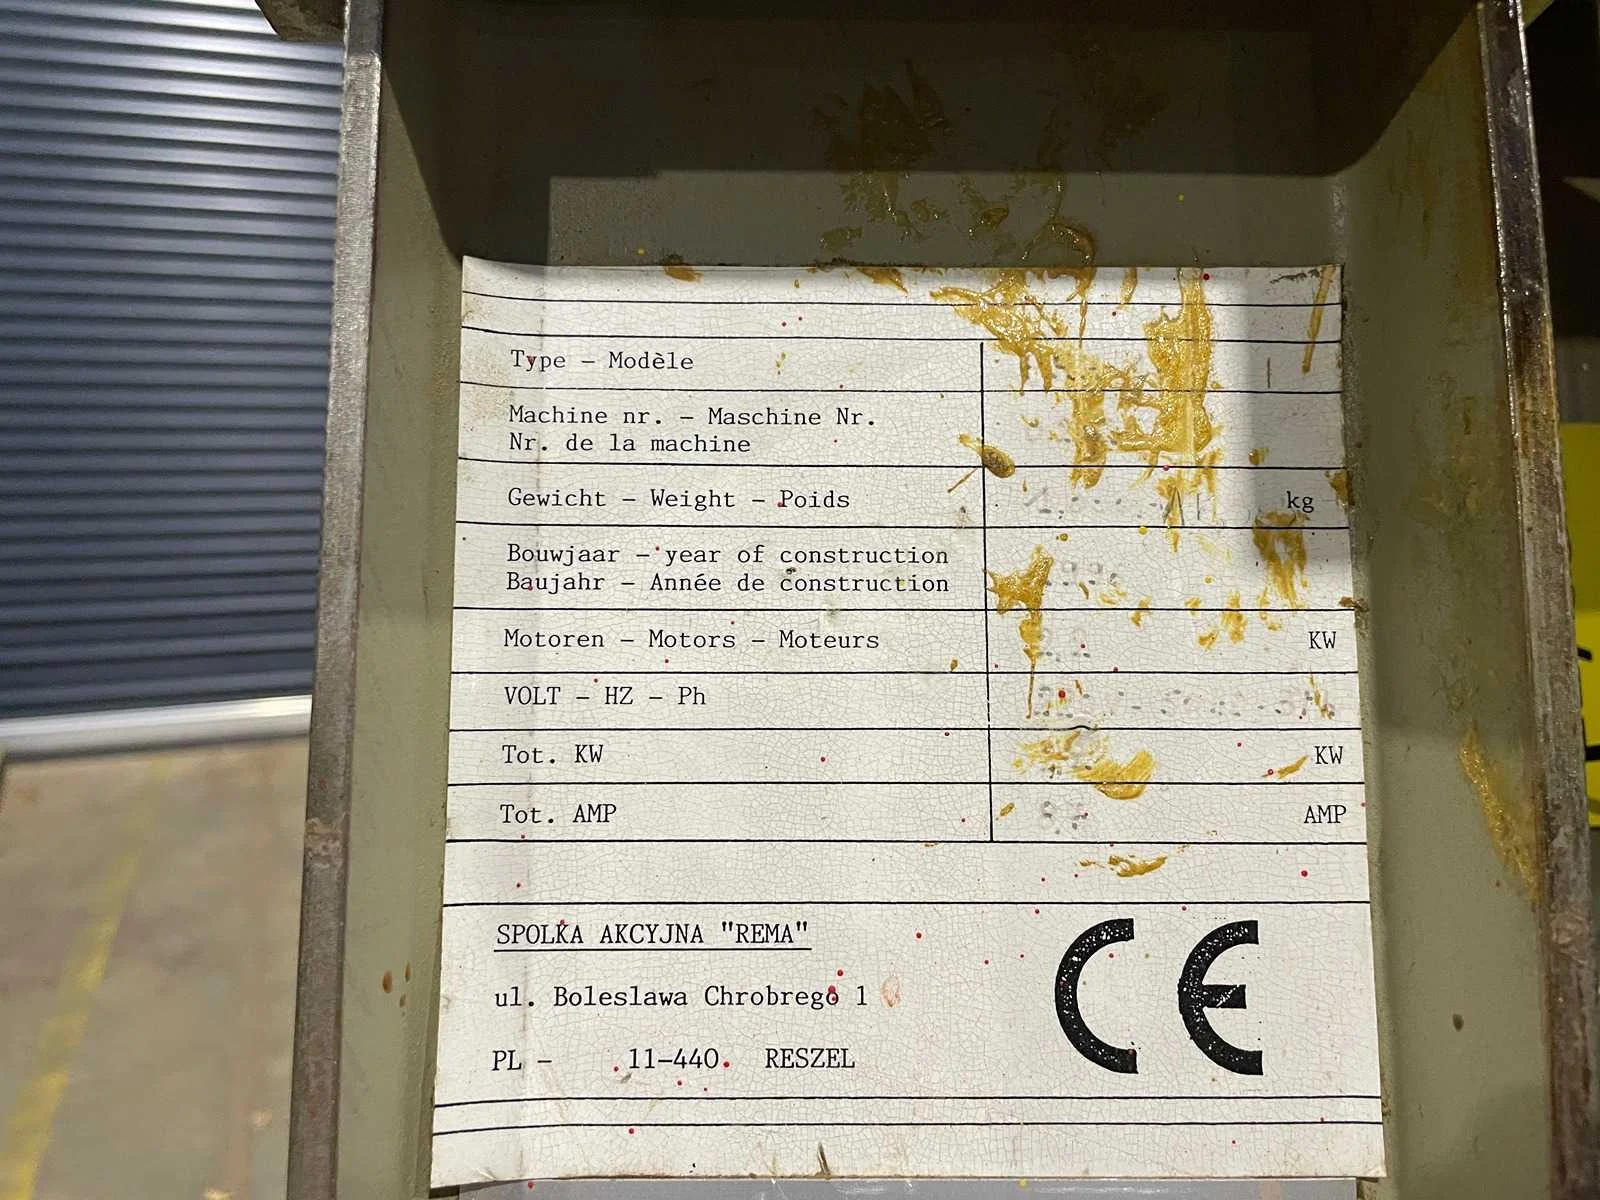 Type - Modèle
Machine nr. - Maschine Nr.
Nr. de la machine
Gewicht - Weight - Poids kg
Bouwjaar - year of construction
Baujahr - Année de construction
Motoren - Motors - Moteurs KW
VOLT - HZ - Ph
Tot. KW KW
Tot. AMP AMP
SPOLKA AKCYJNA "REMA"
ul. Boleslawa Chrobrego 1
PL - 11-440. RESZEL
CE